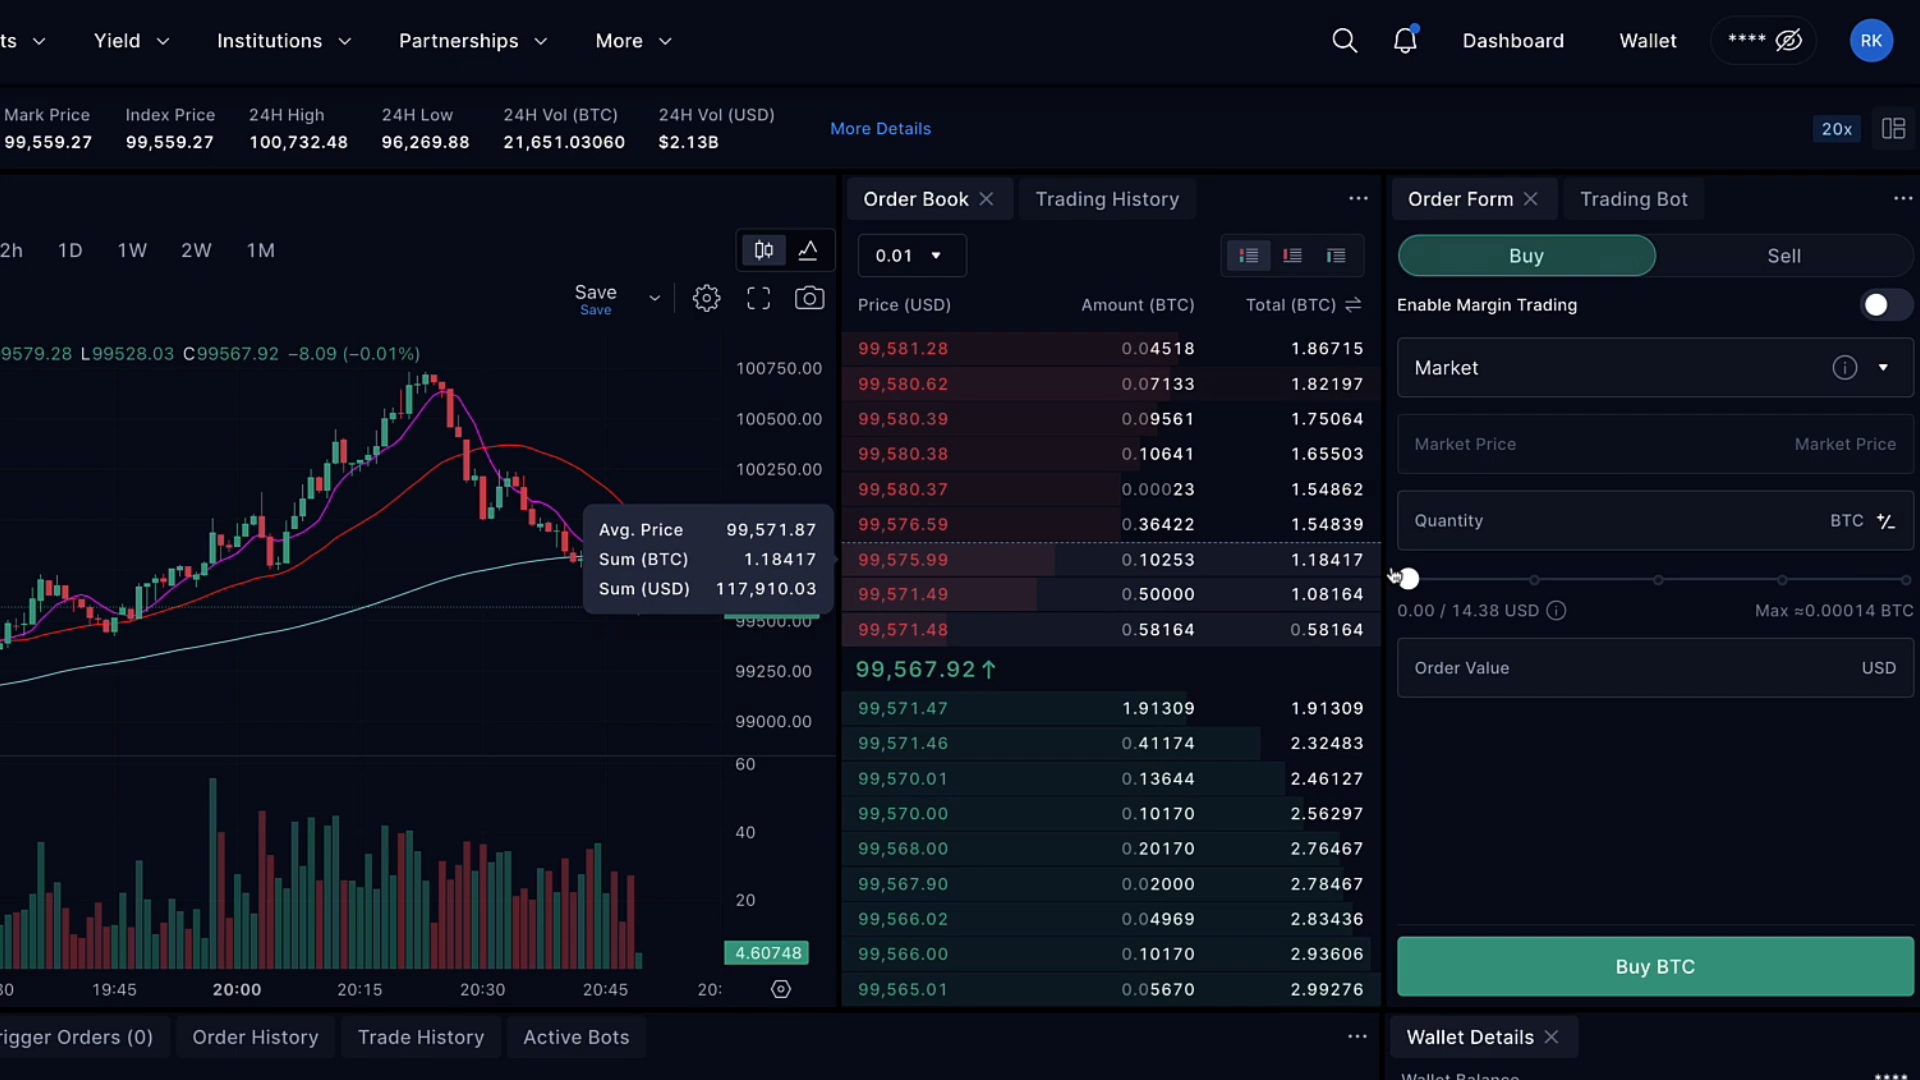 ts Yield Institutions Partnerships More Dashboard Wallet **** RK
Mark Price Index Price 24H High 24H Low 24H Vol (BTC) 24H Vol (USD)
99,559.27 99,559.27 100,732.48 96,269.88 21,651.03060 $2.13B
More Details
20x
2h 1D 1W 2W 1M
Save
Save
9579.28 L99528.03 C99567.92 −8.09 (−0.01%)
100750.00
100500.00
100250.00
Avg. Price 99,571.87
Sum (BTC) 1.18417
Sum (USD) 117,910.03
99500.00
99250.00
99000.00
60
40
20
4.60748
30 19:45 20:00 20:15 20:30 20:45 20:
Order Book Trading History
0.01
Price (USD) Amount (BTC) Total (BTC)
99,581.28 0.04518 1.86715
99,580.62 0.07133 1.82197
99,580.39 0.09561 1.75064
99,580.38 0.10641 1.65503
99,580.37 0.00023 1.54862
99,576.59 0.36422 1.54839
99,575.99 0.10253 1.18417
99,571.49 0.50000 1.08164
99,571.48 0.58164 0.58164
99,567.92↑
99,571.47 1.91309 1.91309
99,571.46 0.41174 2.32483
99,570.01 0.13644 2.46127
99,570.00 0.10170 2.56297
99,568.00 0.20170 2.76467
99,567.90 0.02000 2.78467
99,566.02 0.04969 2.83436
99,566.00 0.10170 2.93606
99,565.01 0.05670 2.99276
Order Form Trading Bot
Buy Sell
Enable Margin Trading
Market
Market Price Market Price
Quantity BTC
0.00 / 14.38 USD Max ≈0.00014 BTC
Order Value USD
Buy BTC
rigger Orders (0) Order History Trade History Active Bots
Wallet Details
Wallet Balance ****